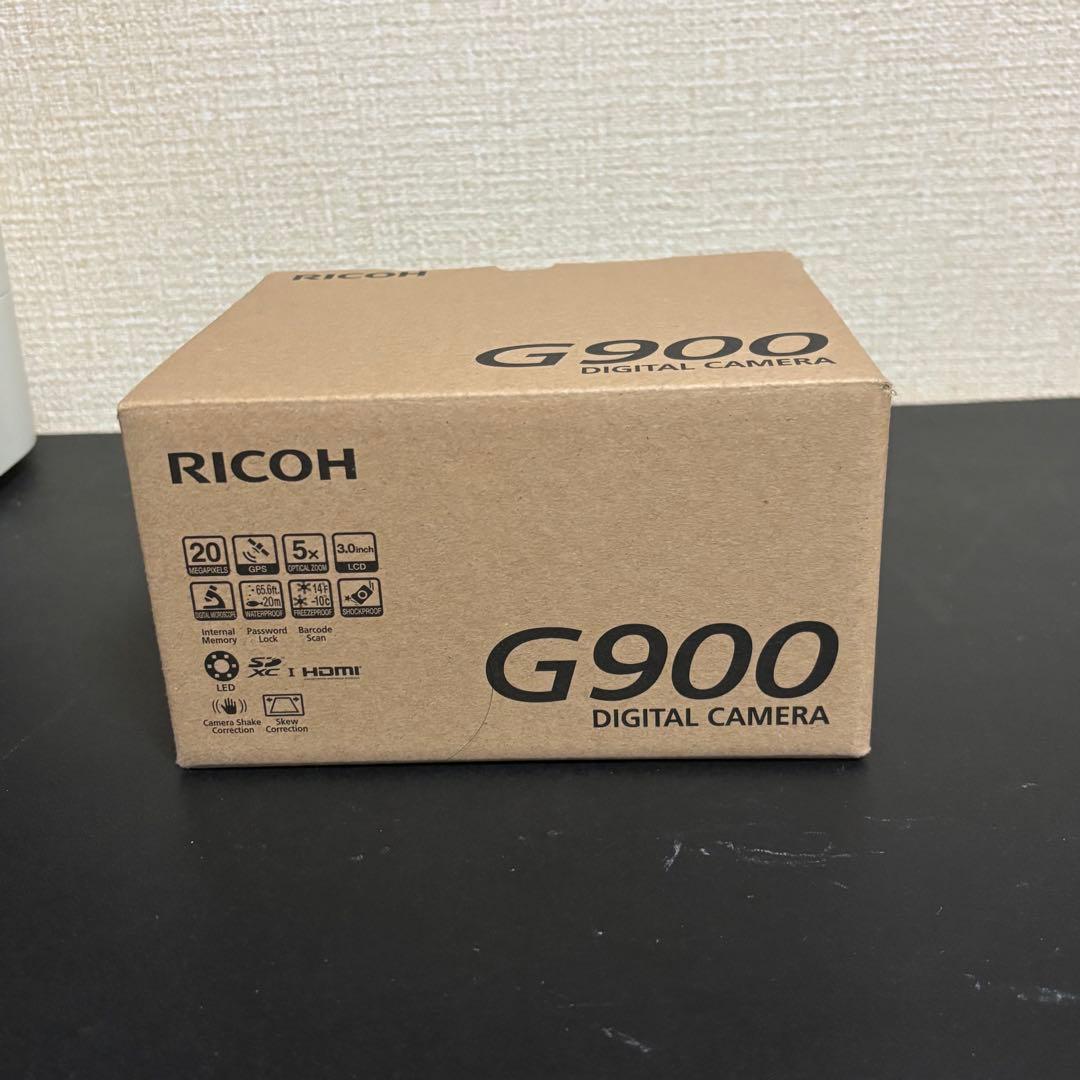 RICOH
G900
DIGITAL CAMERA
RICOH
20
MEGAPIXELS
GPS
5x
OPTICAL ZOOM
3.0inch
LCD
DIGITAL MICROSCOPE
65.6ft.
20m
WATERPROOF
14°F
-10°C
FREEZEPROOF
SHOCKPROOF
Internal
Memory
Password
Lock
Barcode
Scan
LED
SD
XC I
HDMI
Camera Shake
Correction
Skew
Correction
G900
DIGITAL CAMERA